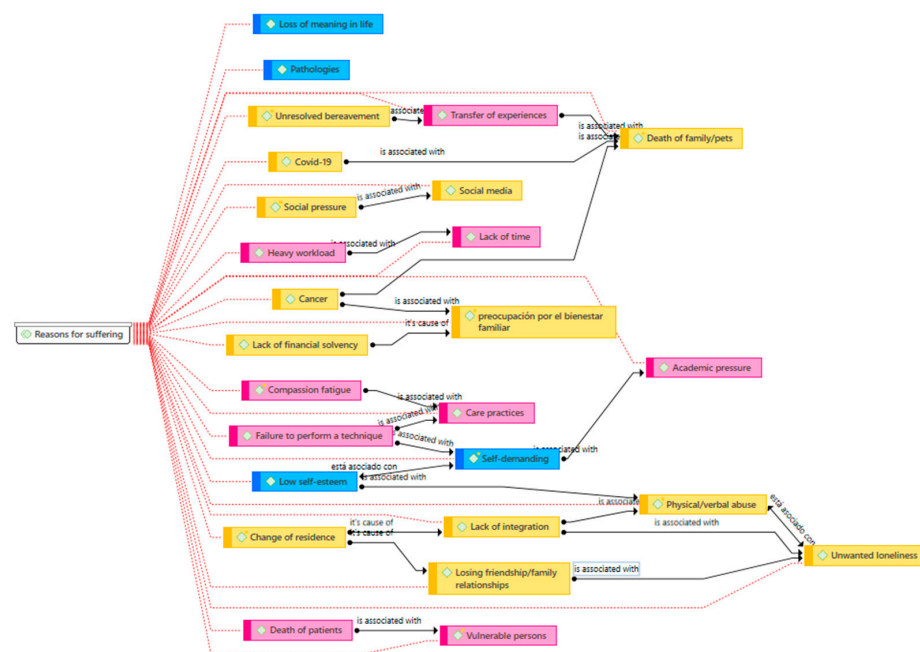 Loss of meaning in life
Pathologies
Unresolved bereavement
associate
Transfer of experiences
is associated with
is associate
Death of family/pets
Covid-19
is associated with
Social pressure
is associated with
Social media
Heavy workload
is associated with
Lack of time
Cancer
is associated with
preocupación por el bienestar
familiar
Lack of financial solvency
it's cause of
Reasons for suffering
Academic pressure
Compassion fatigue
is associated with
Care practices
Failure to perform a technique
is associated with
is associated with
Self-demanding
is associated with
Low self-esteem
está asociado con
is associated with
Physical/verbal abuse
Change of residence
it's cause of
it's cause of
Lack of integration
is associate
is associated with
está asociado con
Unwanted loneliness
Losing friendship/family
relationships
is associated with
Death of patients
is associated with
Vulnerable persons